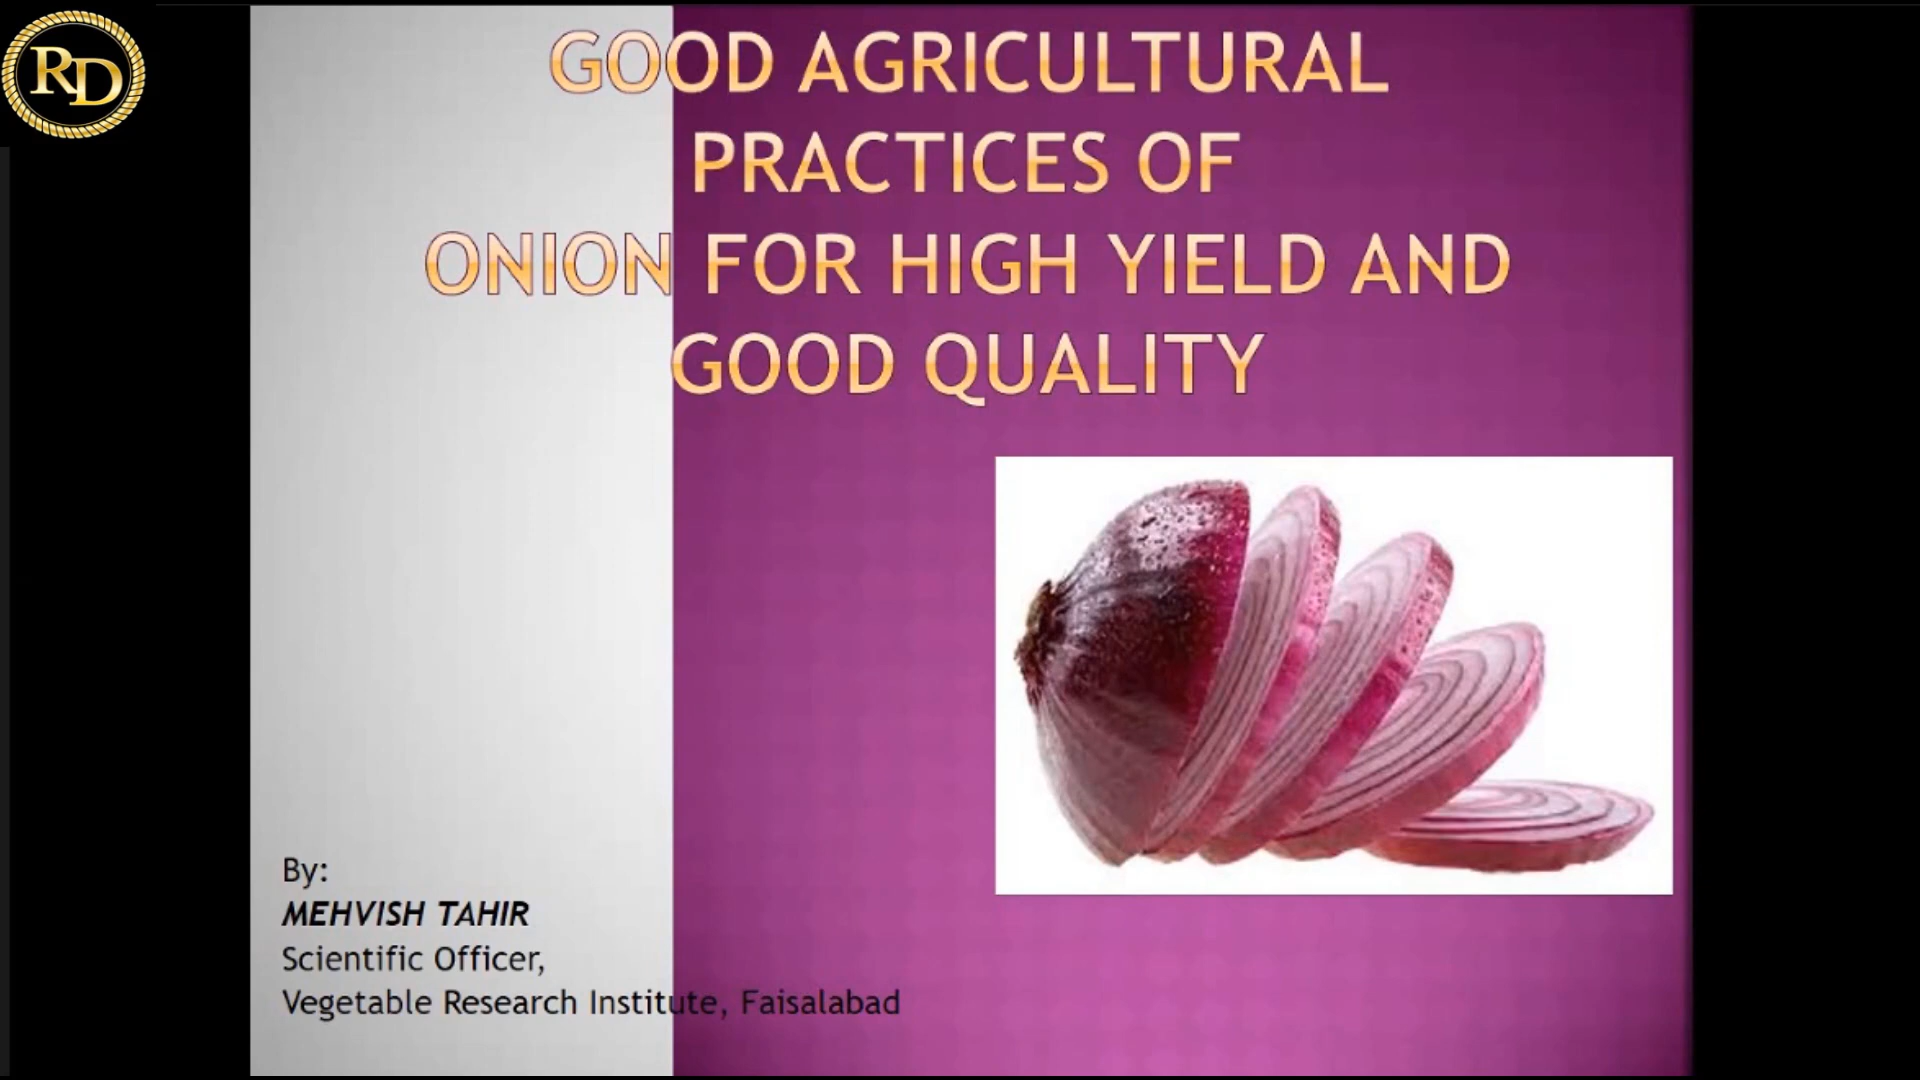 RD
GOOD AGRICULTURAL
PRACTICES OF
ONION FOR HIGH YIELD AND
GOOD QUALITY
By:
MEHVISH TAHIR
Scientific Officer,
Vegetable Research Institute, Faisalabad